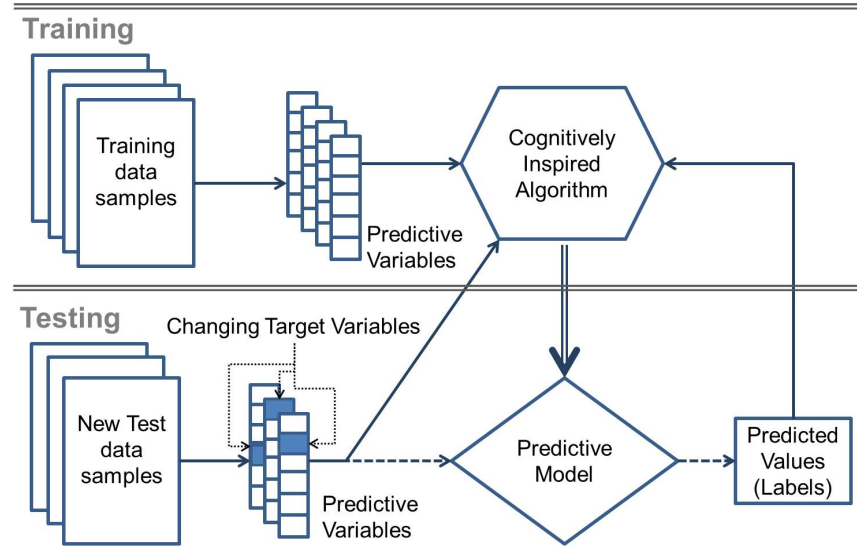 Training
Training
data
samples
Predictive
Variables
Cognitively
Inspired
Algorithm
Testing
Changing Target Variables
New Test
data
samples
Predictive
Variables
Predictive
Model
Predicted
Values
(Labels)